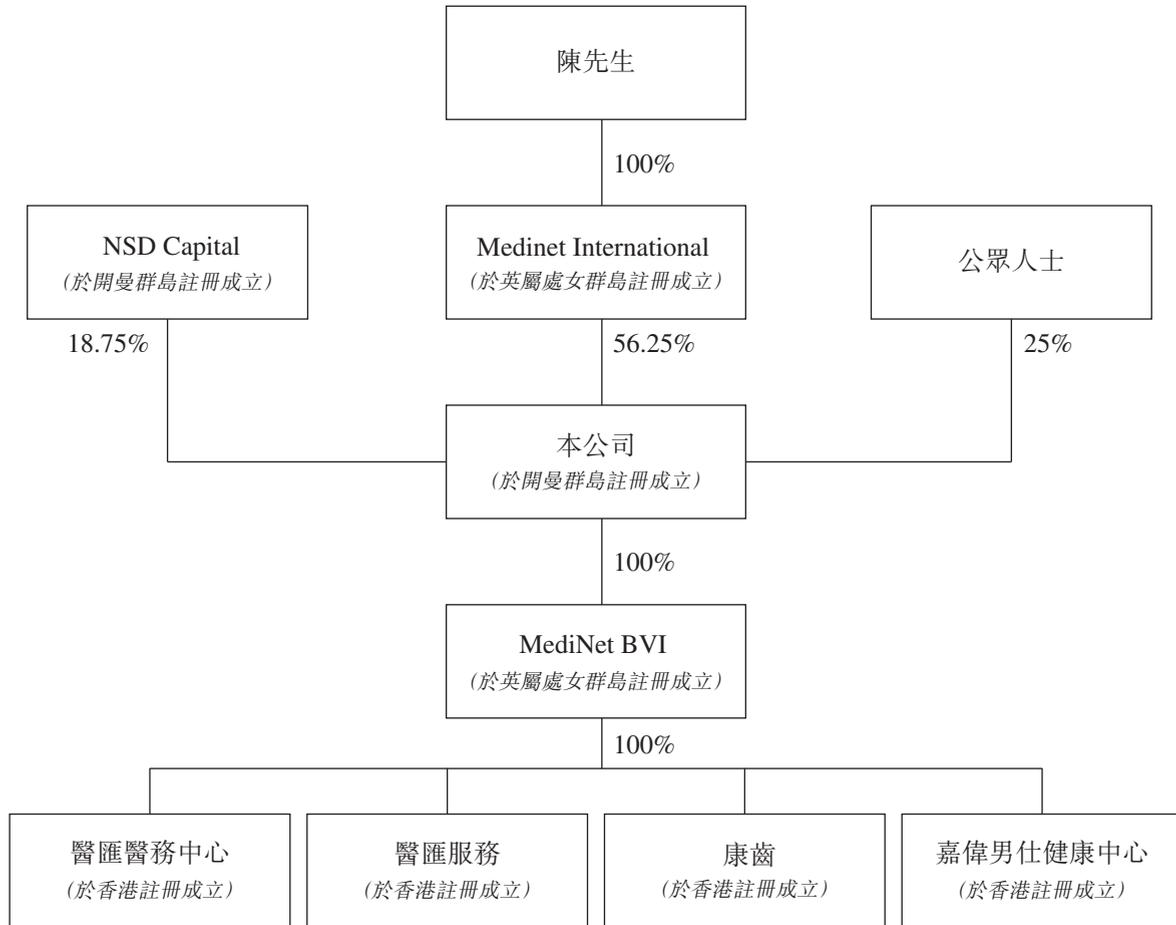 陳先生
100%
NSD Capital
(於開曼群島註冊成立)
Medinet International
(於英屬處女群島註冊成立)
公眾人士
18.75%
56.25%
25%
本公司
(於開曼群島註冊成立)
100%
MediNet BVI
(於英屬處女群島註冊成立)
100%
醫匯醫務中心
(於香港註冊成立)
醫匯服務
(於香港註冊成立)
康齒
(於香港註冊成立)
嘉偉男仕健康中心
(於香港註冊成立)